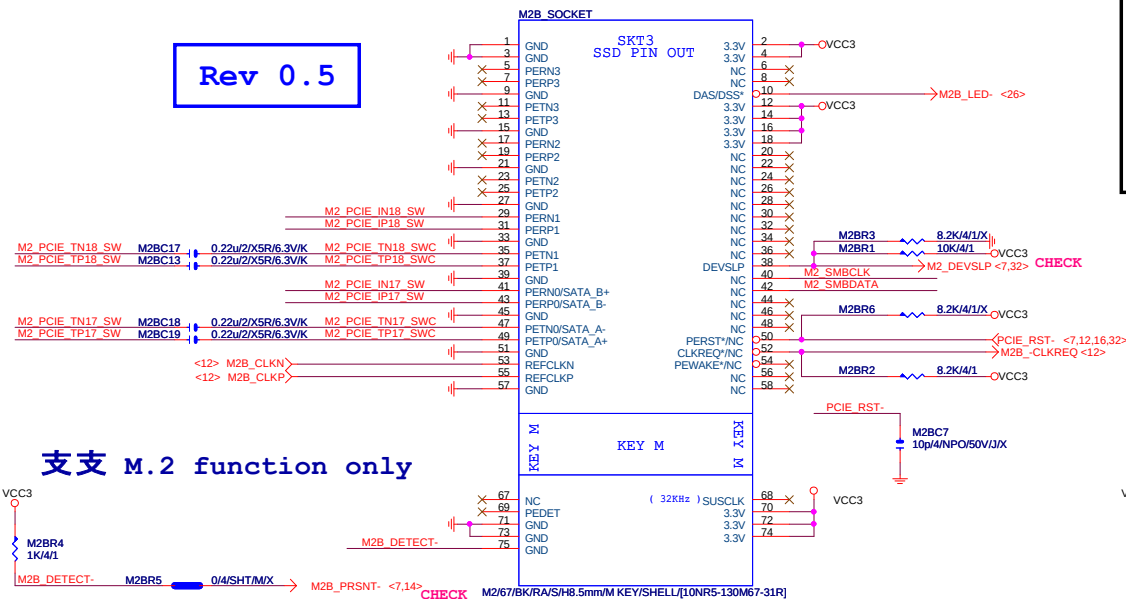 M2B_SOCKET
SKT3
SSD PIN OUT
Rev 0.5
1 GND
3 GND
5 PERN3
7 PERP3
9 GND
11 PETN3
13 PETP3
15 GND
17 PERN2
19 PERP2
21 GND
23 PETN2
25 PETP2
27 GND
M2_PCIE_IN18_SW 29 PERN1
M2_PCIE_IP18_SW 31 PERP1
33 GND
M2_PCIE_TN18_SW M2BC17 0.22u/2/X5R/6.3V/K M2_PCIE_TN18_SWC 35 PETN1
M2_PCIE_TP18_SW M2BC13 0.22u/2/X5R/6.3V/K M2_PCIE_TP18_SWC 37 PETP1
39 GND
M2_PCIE_IN17_SW 41 PERN0/SATA_B+
M2_PCIE_IP17_SW 43 PERP0/SATA_B-
45 GND
M2_PCIE_TN17_SW M2BC18 0.22u/2/X5R/6.3V/K M2_PCIE_TN17_SWC 47 PETN0/SATA_A-
M2_PCIE_TP17_SW M2BC19 0.22u/2/X5R/6.3V/K M2_PCIE_TP17_SWC 49 PETP0/SATA_A+
51 GND
<12> M2B_CLKN 53 REFCLKN
<12> M2B_CLKP 55 REFCLKP
57 GND
3.3V 2 VCC3
3.3V 4
NC 6
NC 8
DAS/DSS* 10 M2B_LED- <26>
3.3V 12 VCC3
3.3V 14
3.3V 16
3.3V 18
NC 20
NC 22
NC 24
NC 26
NC 28
NC 30
NC 32
NC 34 M2BR3 8.2K/4/1/X
NC 36 M2BR1 10K/4/1 VCC3
DEVSLP 38 M2_DEVSLP <7,32> CHECK
NC 40 M2_SMBCLK
NC 42 M2_SMBDATA
NC 44
NC 46 M2BR6 8.2K/4/1/X VCC3
NC 48
PERST*/NC 50 PCIE_RST- <7,12,16,32>
CLKREQ*/NC 52 M2B_-CLKREQ <12>
PEWAKE*/NC 54
NC 56 M2BR2 8.2K/4/1 VCC3
NC 58
KEY M
KEY M
KEY M
PCIE_RST-
M2BC7
10p/4/NPO/50V/J/X
支支 M.2 function only
67 NC
69 PEDET
71 GND
73 GND
M2B_DETECT- 75 GND
( 32KHz ) SUSCLK 68
3.3V 70 VCC3
3.3V 72
3.3V 74
VCC3
M2BR4
1K/4/1
M2B_DETECT- M2BR5 0/4/SHT/M/X M2B_PRSNT- <7,14> CHECK
M2/67/BK/RA/S/H8.5mm/M KEY/SHELL/[10NR5-130M67-31R]